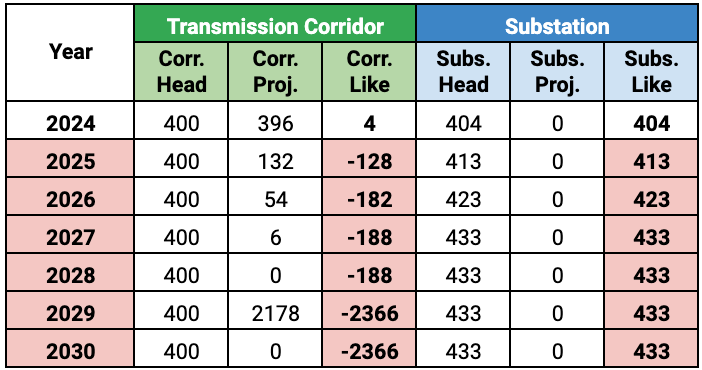 Year Transmission Corridor Substation
Corr. Head Corr. Proj. Corr. Like Subs. Head Subs. Proj. Subs. Like
2024 400 396 4 404 0 404
2025 400 132 -128 413 0 413
2026 400 54 -182 423 0 423
2027 400 6 -188 433 0 433
2028 400 0 -188 433 0 433
2029 400 2178 -2366 433 0 433
2030 400 0 -2366 433 0 433